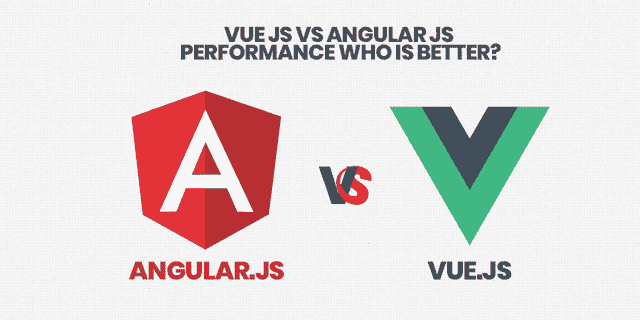 VUE JS VS ANGULAR JS
PERFORMANCE WHO IS BETTER?
A
VS
ANGULAR.JS
VUE.JS